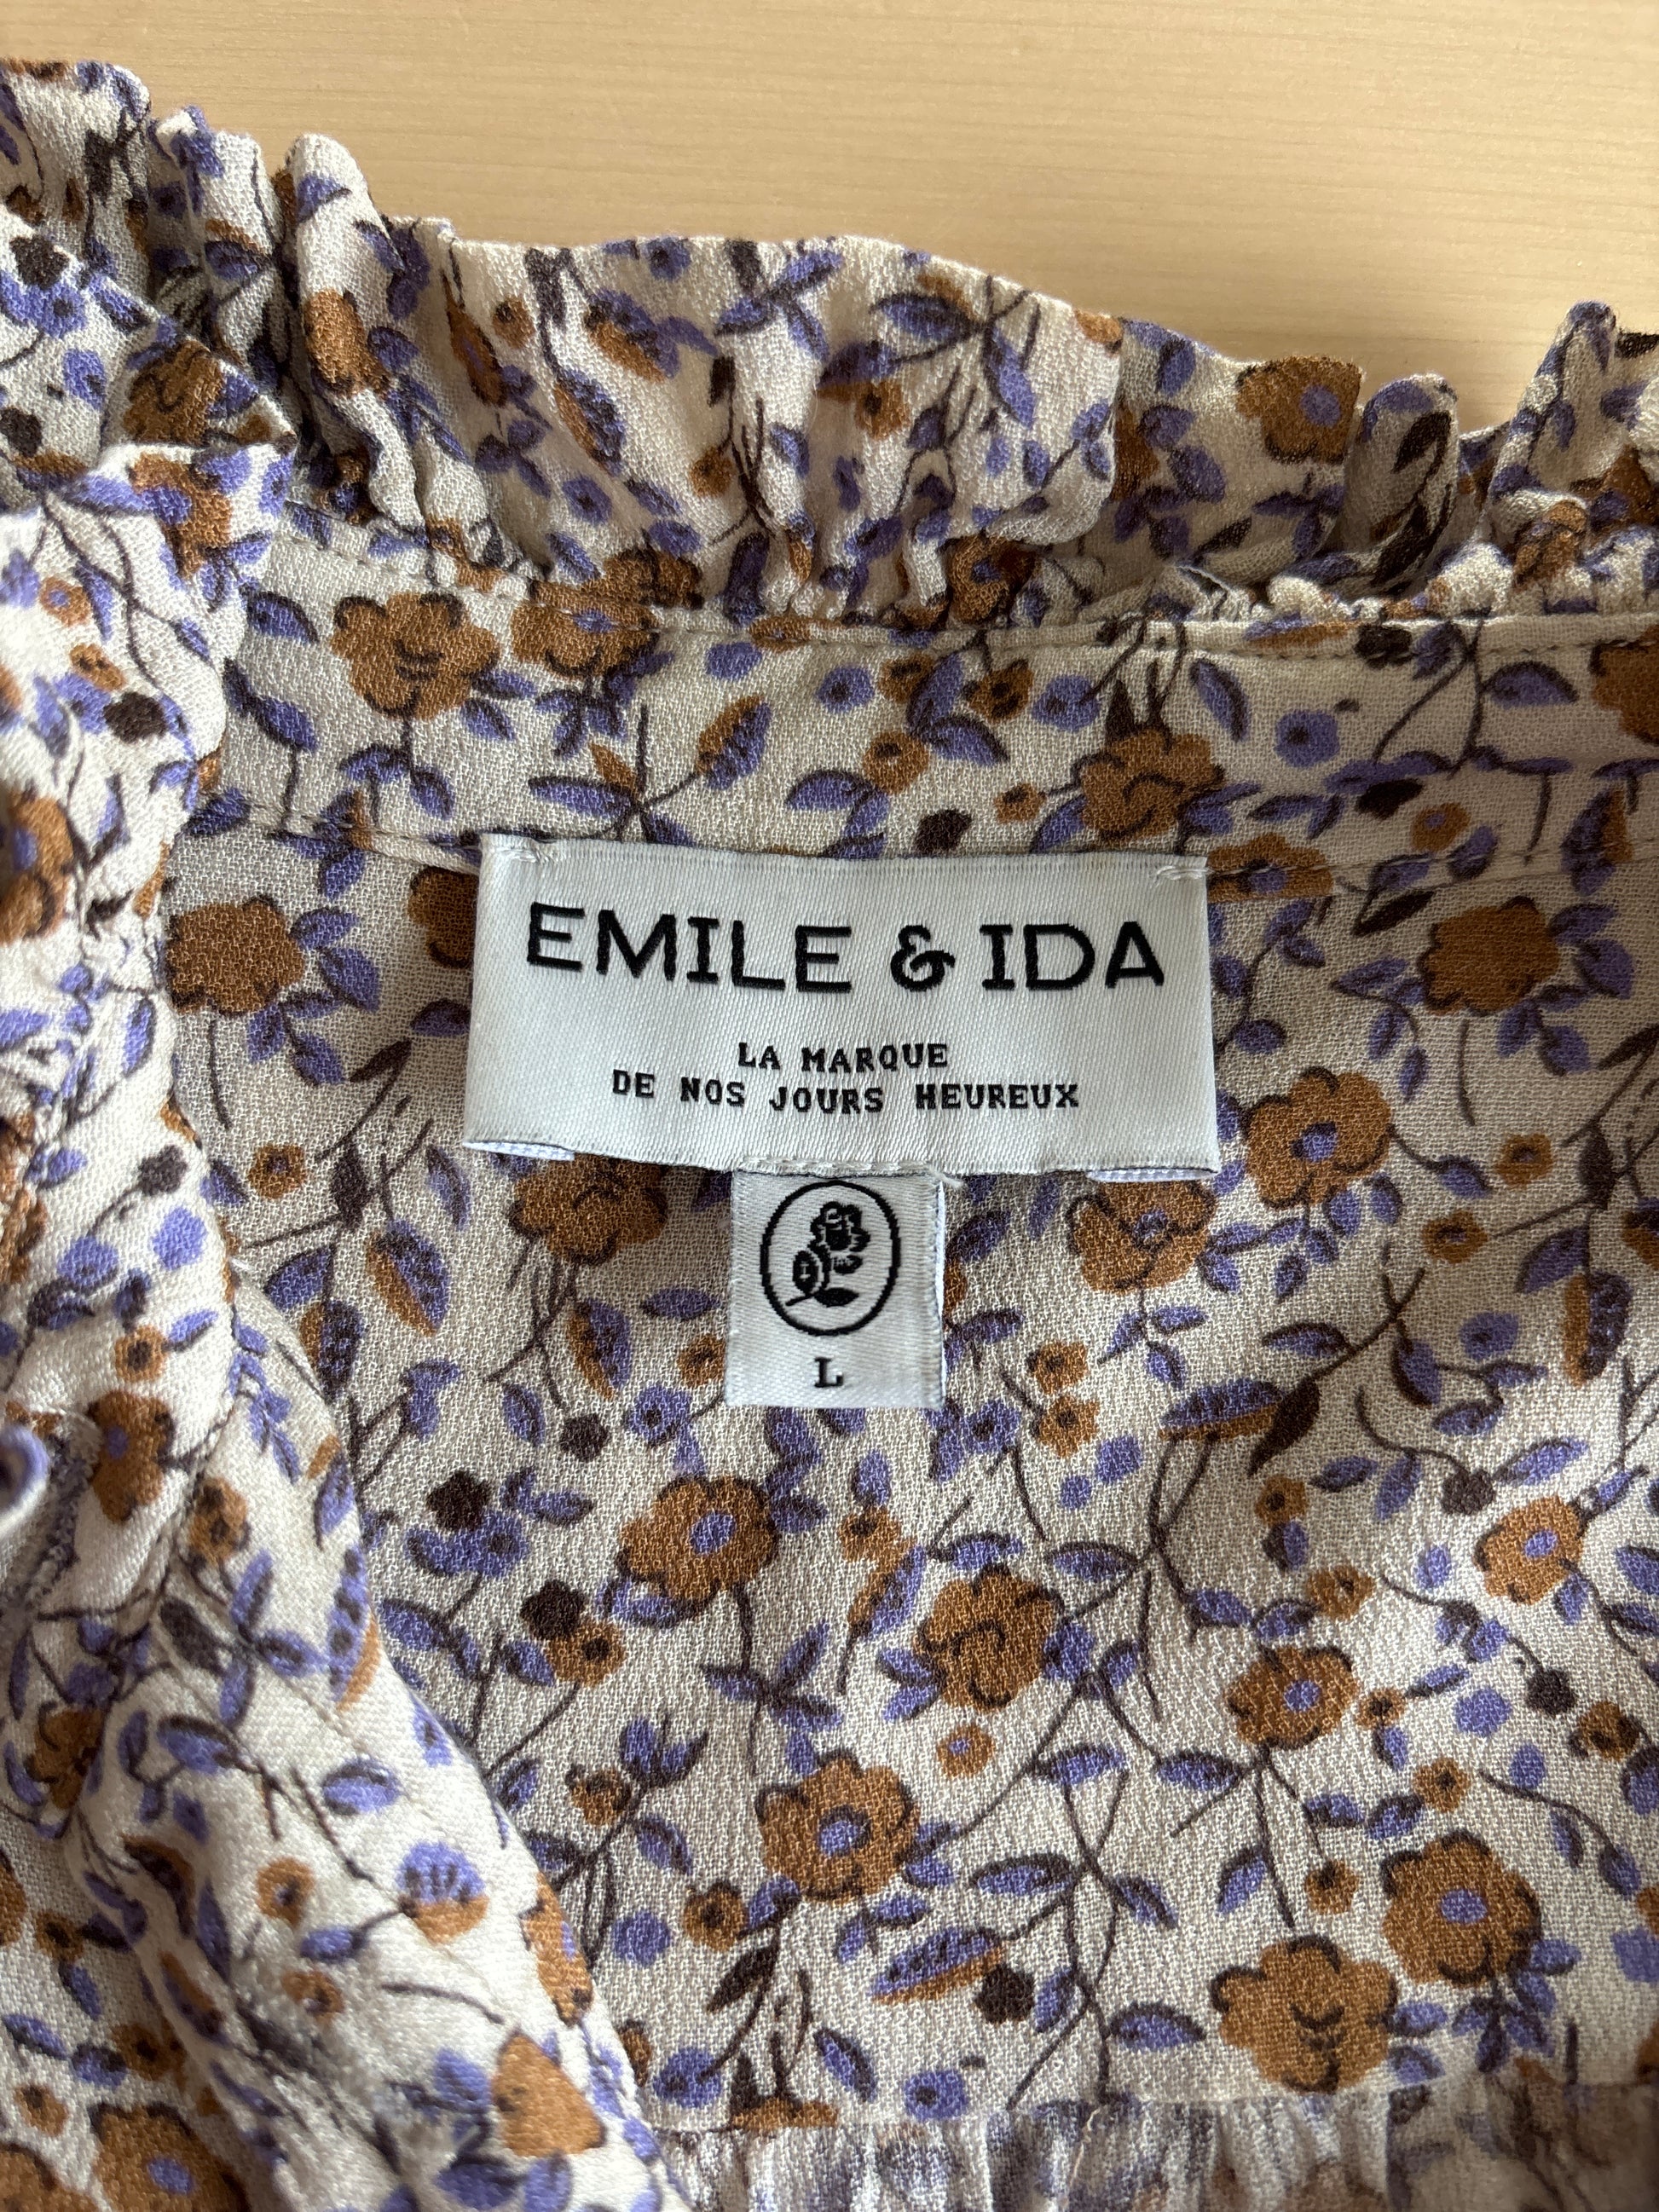 EMILE & IDA
LA MARQUE
DE NOS JOURS HEUREUX
L